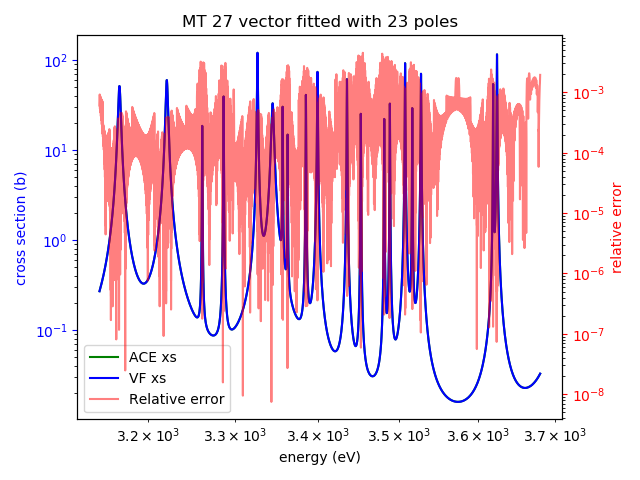 MT 27 vector fitted with 23 poles
10²
10¹
10⁰
10⁻¹
cross section (b)
10⁻³
10⁻⁴
10⁻⁵
10⁻⁶
10⁻⁷
10⁻⁸
relative error
ACE xs
VF xs
Relative error
3.2 × 10³ 3.3 × 10³ 3.4 × 10³ 3.5 × 10³ 3.6 × 10³ 3.7 × 10³
energy (eV)